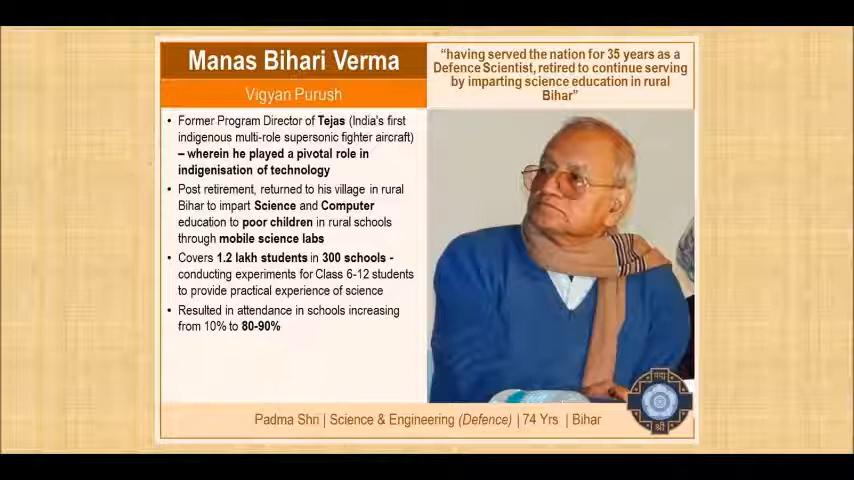 Manas Bihari Verma
Vigyan Purush
“having served the nation for 35 years as a
Defence Scientist, retired to continue serving
by imparting science education in rural
Bihar”
• Former Program Director of Tejas (India's first
indigenous multi-role supersonic fighter aircraft)
– wherein he played a pivotal role in
indigenisation of technology
• Post retirement, returned to his village in rural
Bihar to impart Science and Computer
education to poor children in rural schools
through mobile science labs
• Covers 1.2 lakh students in 300 schools -
conducting experiments for Class 6-12 students
to provide practical experience of science
• Resulted in attendance in schools increasing
from 10% to 80-90%
पद्म
श्री
Padma Shri | Science & Engineering (Defence) | 74 Yrs | Bihar